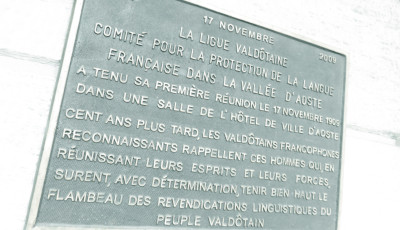 17 NOVEMBRE 2009
LA LIGUE VALDÔTAINE
COMITÉ POUR LA PROTECTION DE LA LANGUE
FRANÇAISE DANS LA VALLÉE D'AOSTE
A TENU SA PREMIÈRE RÉUNION LE 17 NOVEMBRE 1909
DANS UNE SALLE DE L'HÔTEL DE VILLE D'AOSTE
CENT ANS PLUS TARD, LES VALDÔTAINS FRANCOPHONES
RECONNAISSANTS RAPPELLENT CES HOMMES QUI, EN
RÉUNISSANT LEURS ESPRITS ET LEURS FORCES,
SURENT, AVEC DÉTERMINATION, TENIR BIEN HAUT LE
FLAMBEAU DES REVENDICATIONS LINGUISTIQUES DU
PEUPLE VALDÔTAIN